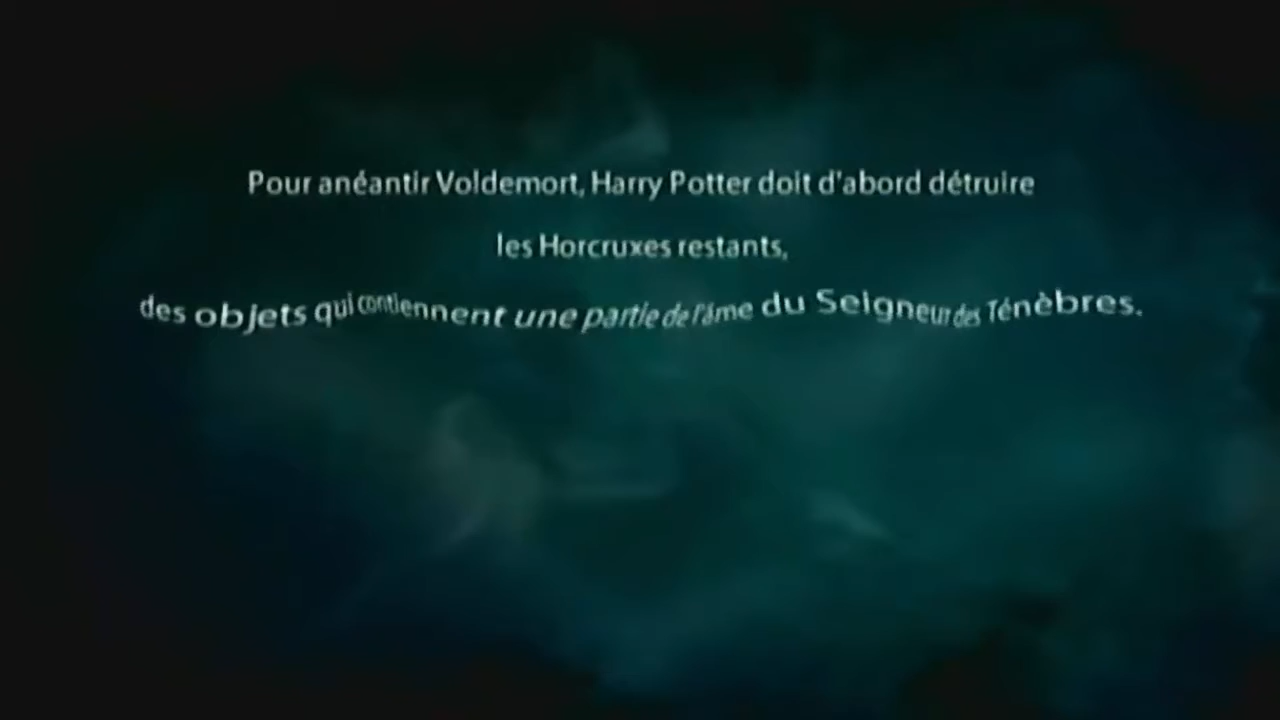 Pour anéantir Voldemort, Harry Potter doit d'abord détruire
les Horcruxes restants,
des objets qui contiennent une partie de l'âme du Seigneur des Ténèbres.